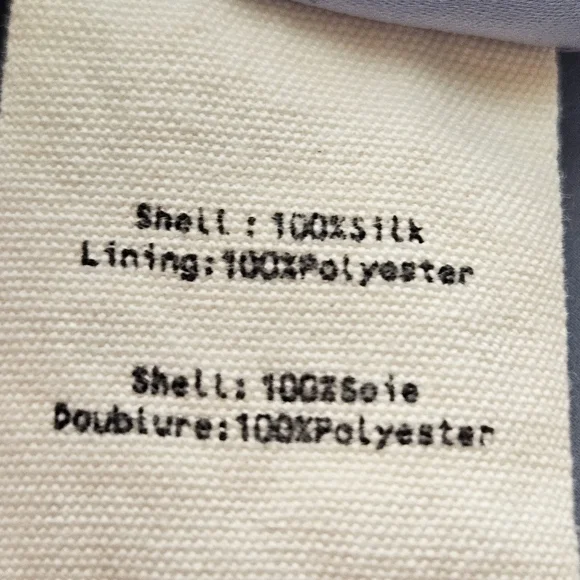 Shell : 100%Silk
Lining:100%Polyester
Shell: 100%Soie
Doublure:100%Polyester